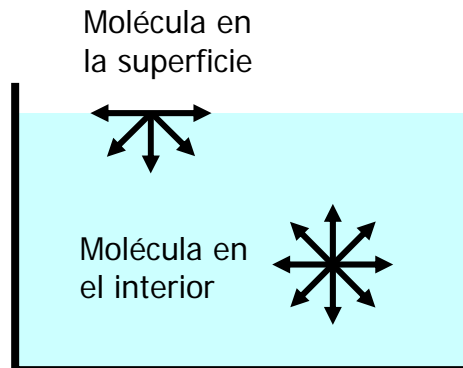 Molécula en
la superficie
Molécula en
el interior